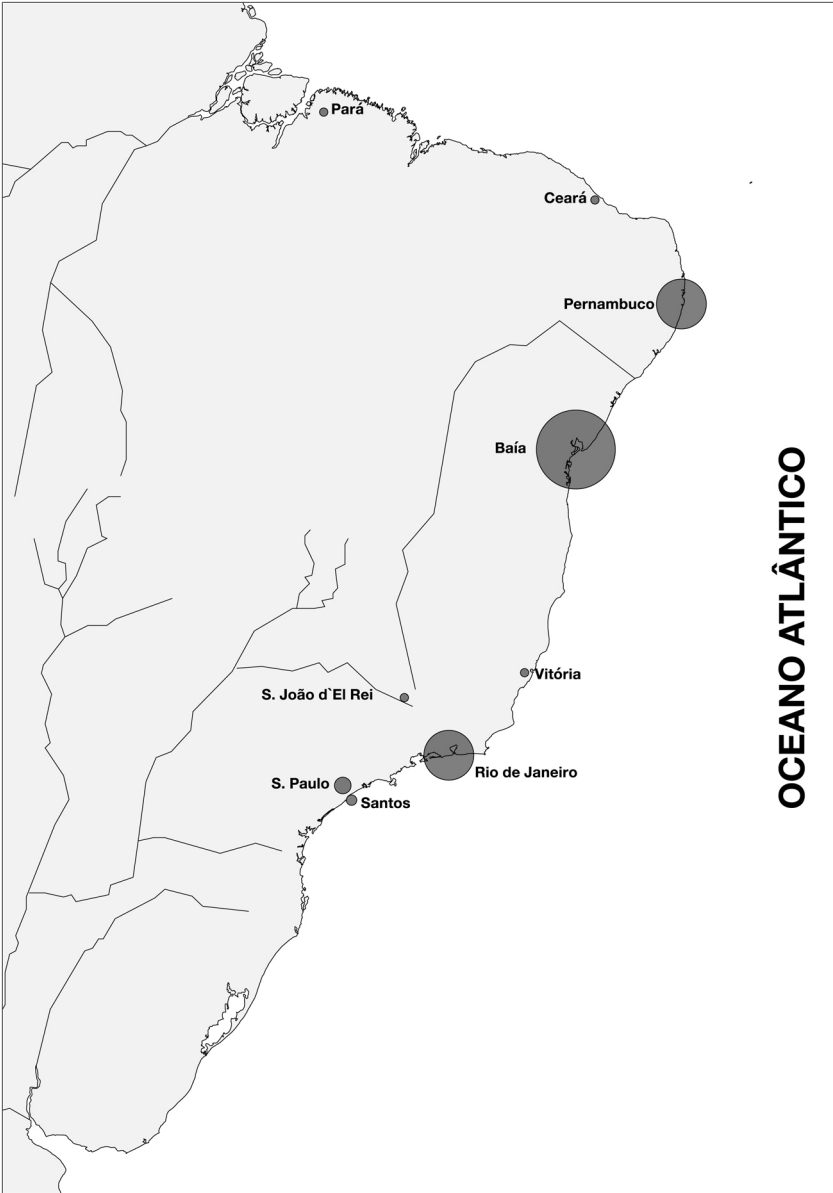 Pará
Ceará
Pernambuco
Baía
OCEANO ATLÂNTICO
Vitória
S. João d`El Rei
Rio de Janeiro
S. Paulo
Santos